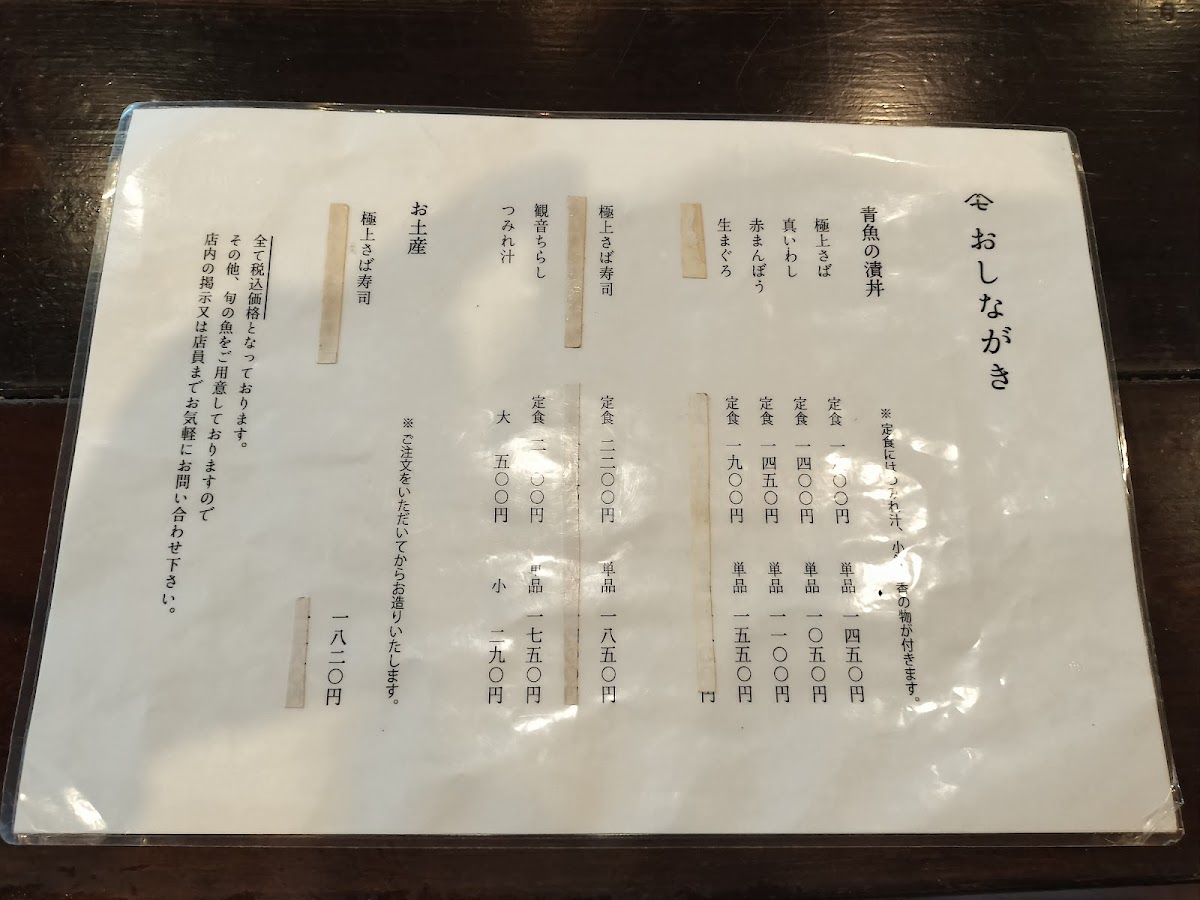 おしながき
※定食には れ汁、小 香の物が付きます。
青魚の漬丼
極上さば 定食 単品 一四五〇円
真いわし 定食 一四〇〇円 単品 一〇五〇円
赤まんぼう 定食 一四五〇円 単品 一一〇〇円
生まぐろ 定食 一九〇〇円 単品 一五五〇円
円
極上さば寿司 定食 二二〇〇円 単品 一八五〇円
観音ちらし 定食 単品 一七五〇円
つみれ汁 大 五〇〇円 小 二九〇円
お土産
※ご注文をいただいてからお造りいたします。
極上さば寿司 一八二〇円
全て税込価格となっております。
その他、旬の魚をご用意しておりますので
店内の掲示又は店員までお気軽にお問い合わせ下さい。